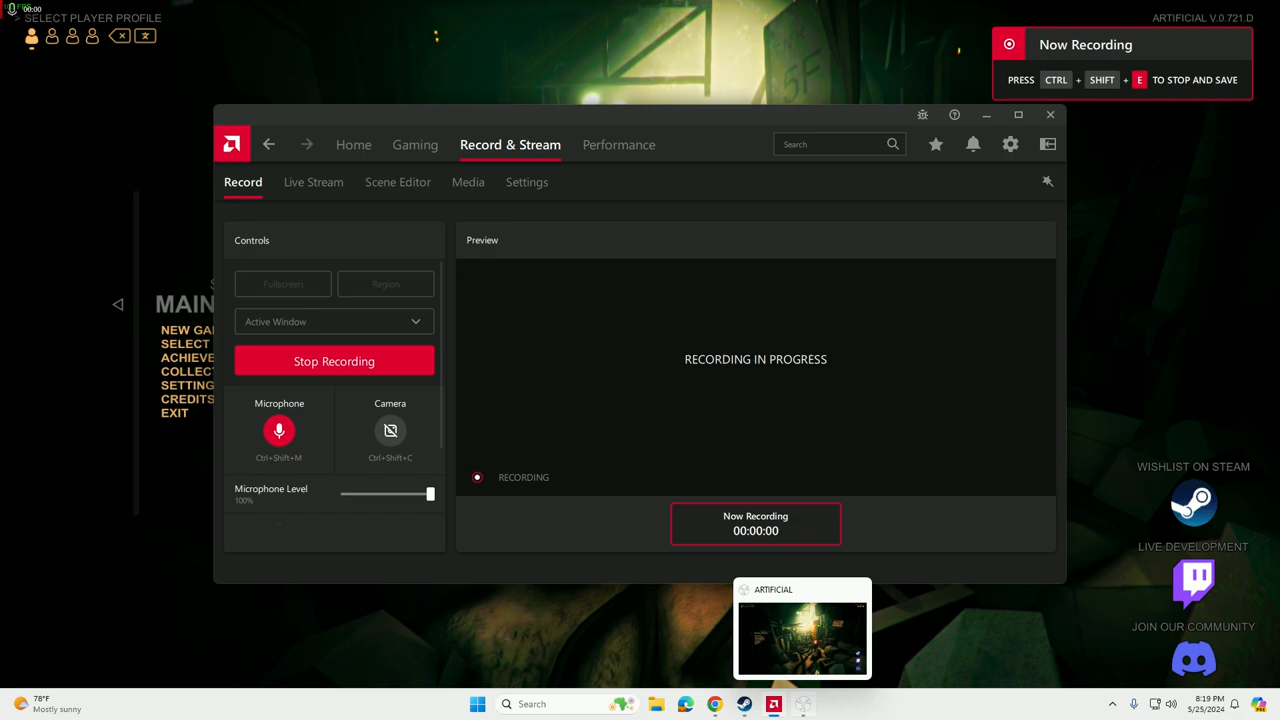 00:00
SELECT PLAYER PROFILE
ARTIFICIAL V.0.721.D
Now Recording
PRESS CTRL + SHIFT + E TO STOP AND SAVE
Home
Gaming
Record & Stream
Performance
Search
Record
Live Stream
Scene Editor
Media
Settings
Controls
Fullscreen
Region
Active Window
Stop Recording
Microphone
Ctrl+Shift+M
Camera
Ctrl+Shift+C
Microphone Level
100%
Preview
RECORDING IN PROGRESS
RECORDING
Now Recording
00:00:00
MAIN
NEW GA
SELECT
ACHIEVE
COLLECT
SETTING
CREDITS
EXIT
WISHLIST ON STEAM
LIVE DEVELOPMENT
JOIN OUR COMMUNITY
ARTIFICIAL
78°F
Mostly sunny
Search
8:19 PM
5/25/2024